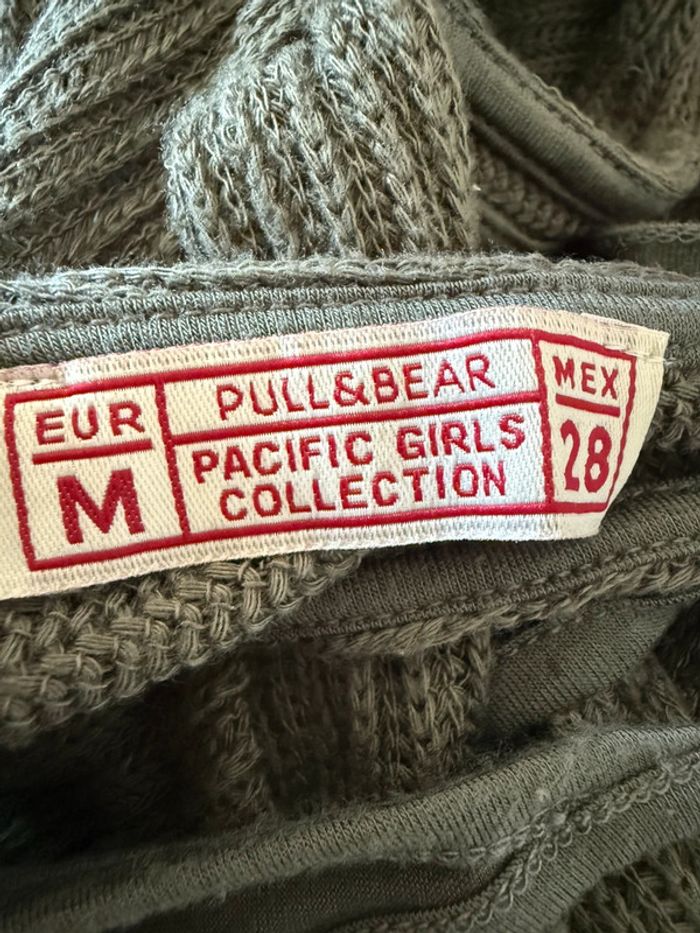 EUR
M
PULL&BEAR
PACIFIC GIRLS
COLLECTION
MEX
28